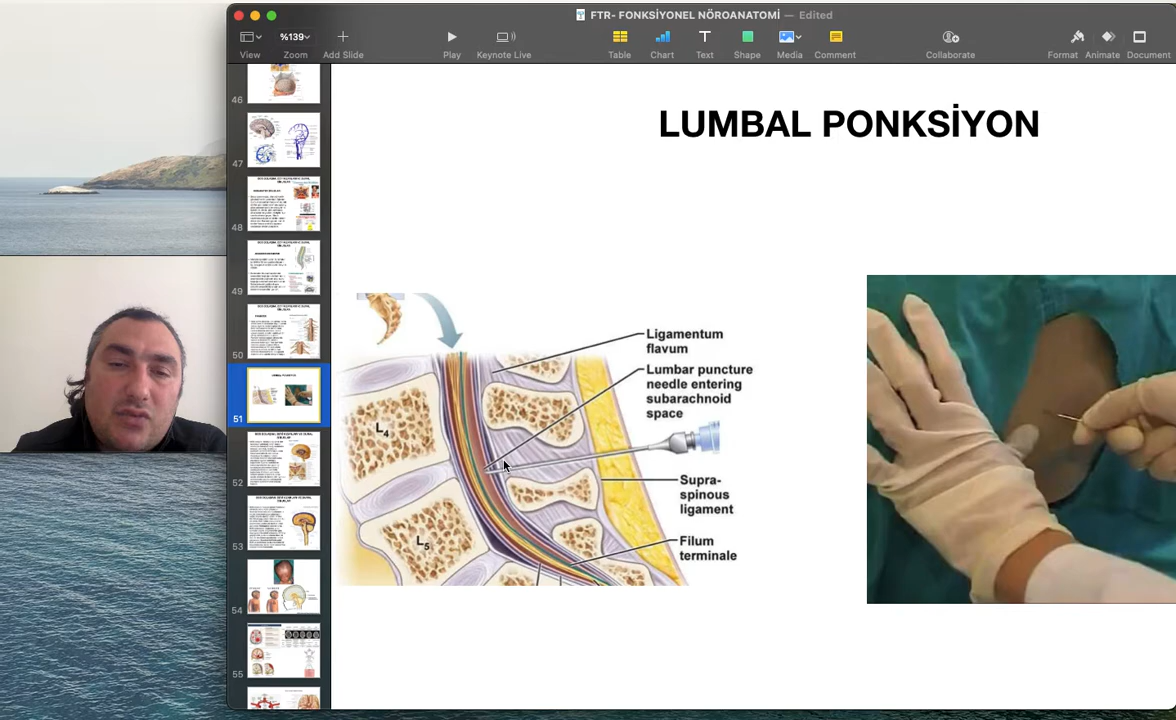 FTR- FONKSİYONEL NÖROANATOMİ — Edited
%139
View
Zoom
Add Slide
Play
Keynote Live
Table
Chart
Text
Shape
Media
Comment
Collaborate
Format
Animate
Document
46
47
48
49
50
51
52
53
54
55
LUMBAL PONKSİYON
Ligamentum
flavum
Lumbar puncture
needle entering
subarachnoid
space
Supra-
spinous
ligament
Filum
terminale
L4
L5